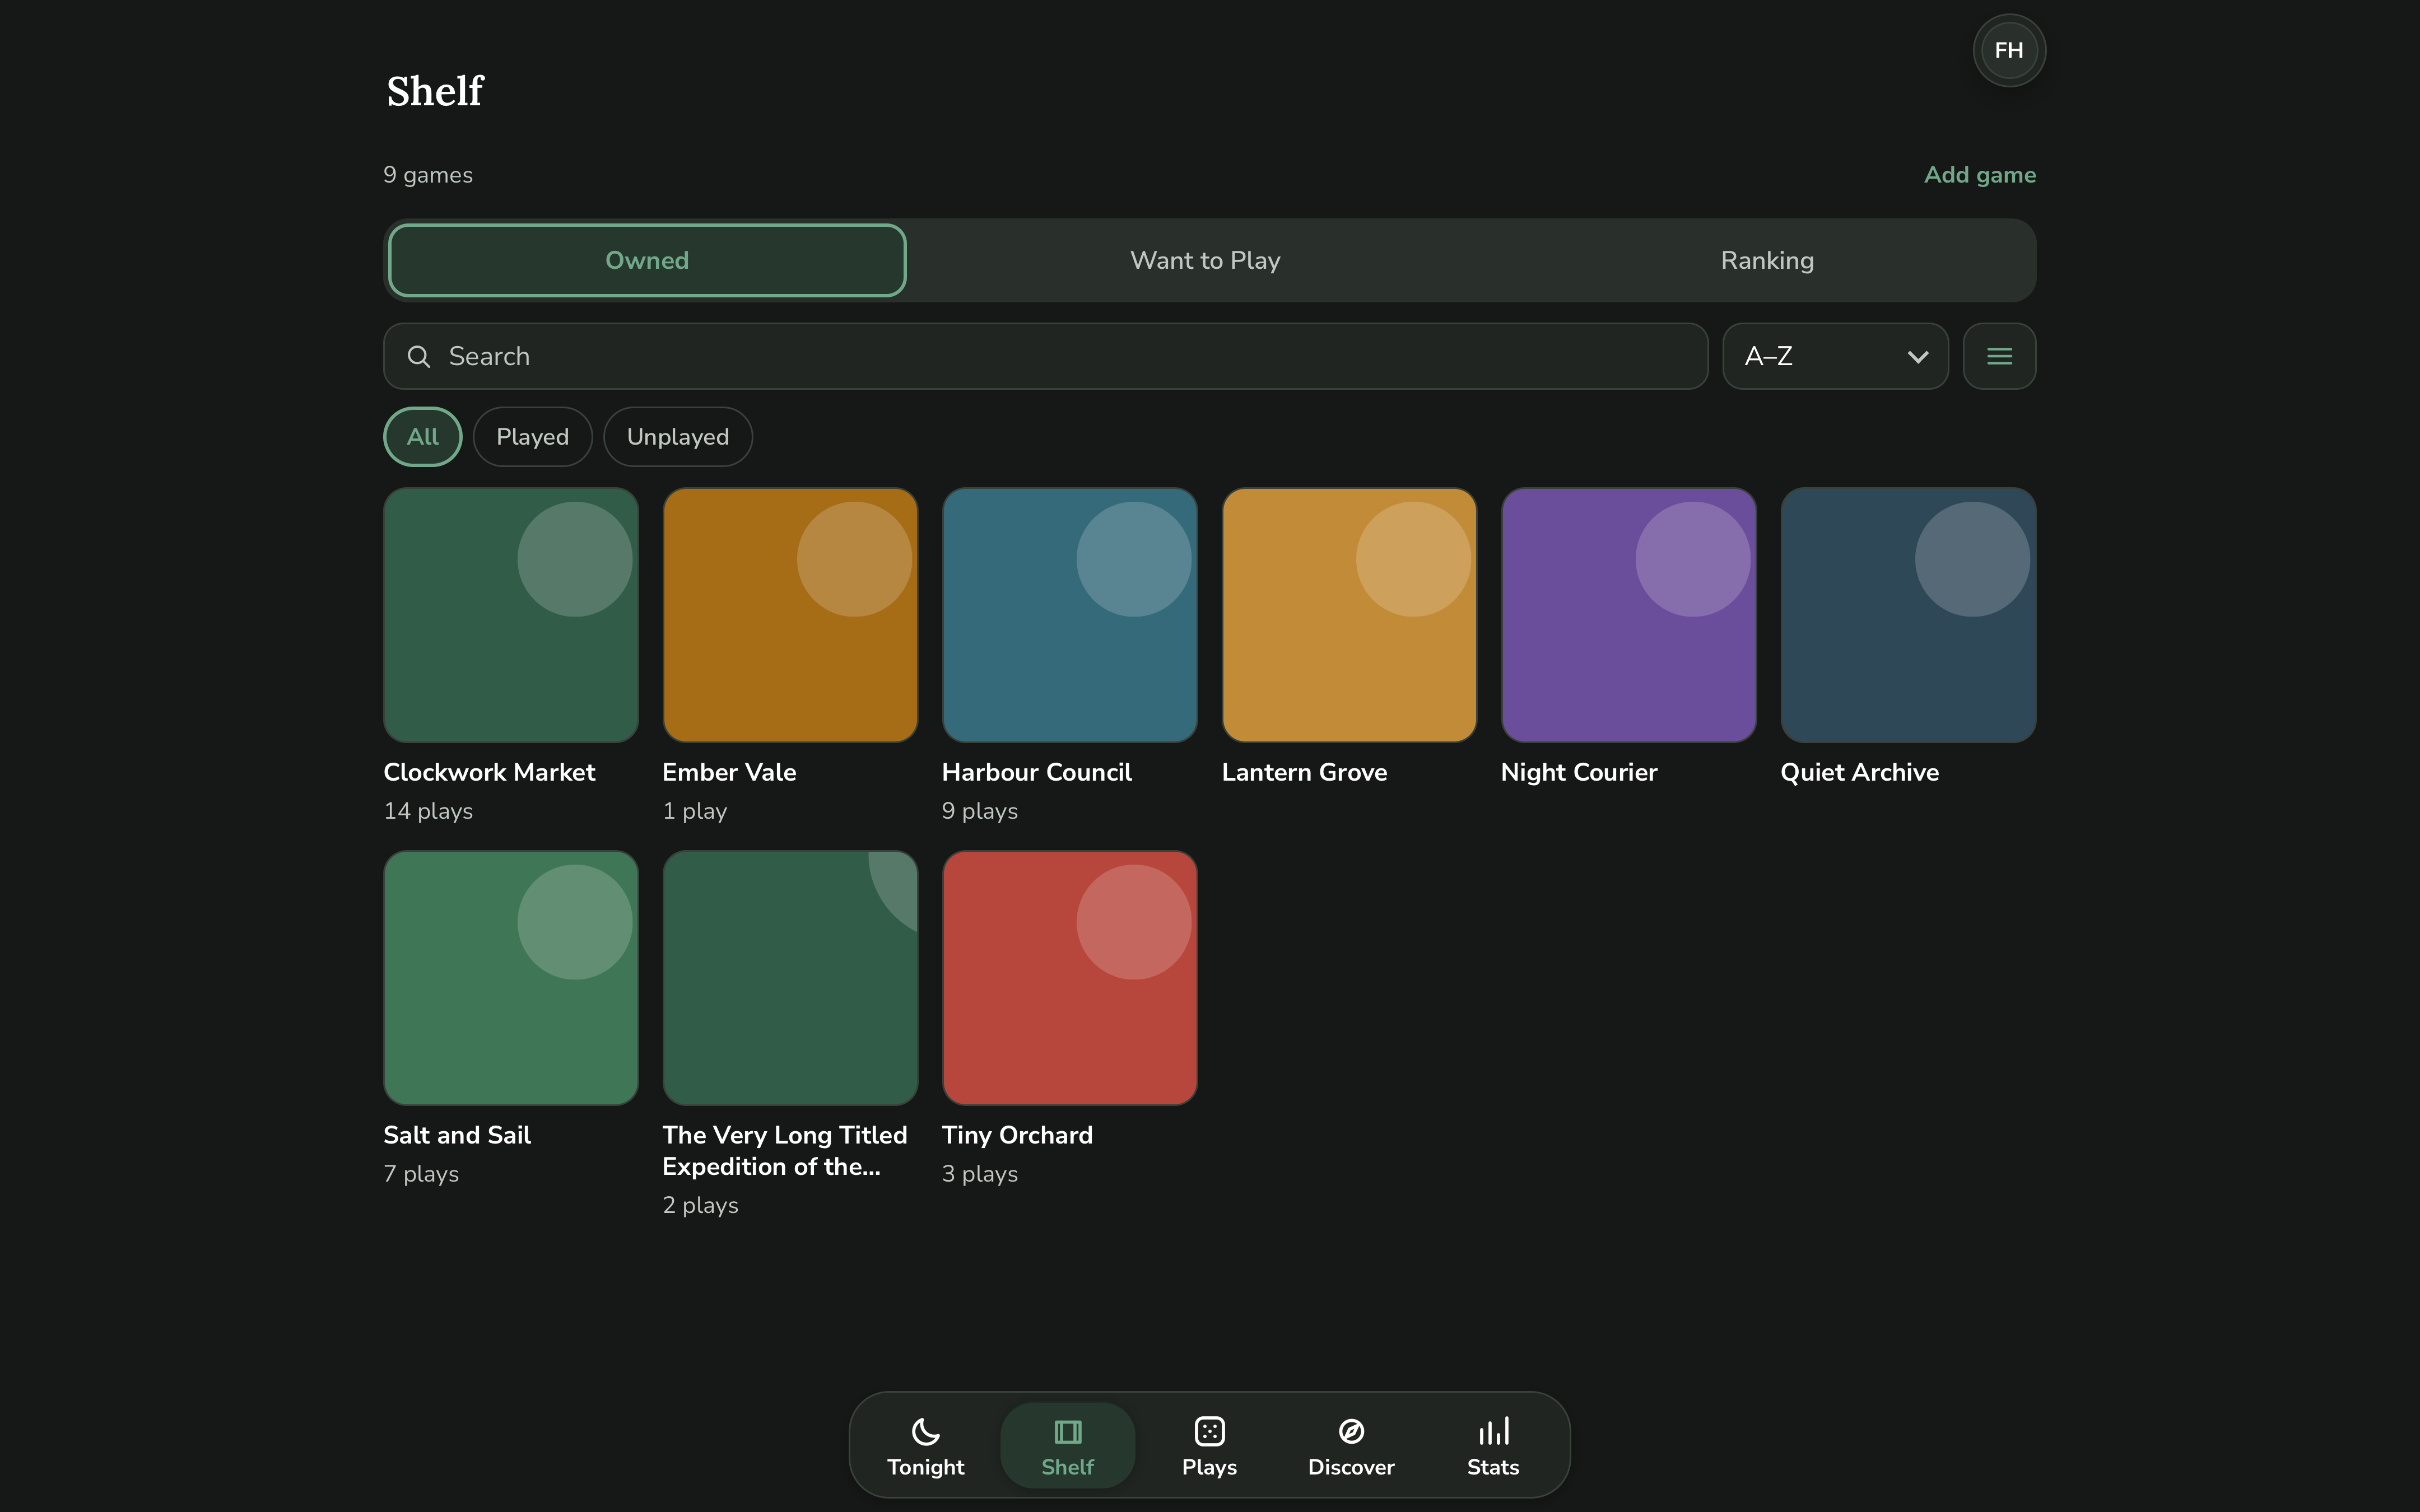 FH
Shelf
9 games
Add game
Owned
Want to Play
Ranking
Search
A–Z
All
Played
Unplayed
Clockwork Market
14 plays
Ember Vale
1 play
Harbour Council
9 plays
Lantern Grove
Night Courier
Quiet Archive
Salt and Sail
7 plays
The Very Long Titled
Expedition of the...
2 plays
Tiny Orchard
3 plays
Tonight
Shelf
Plays
Discover
Stats